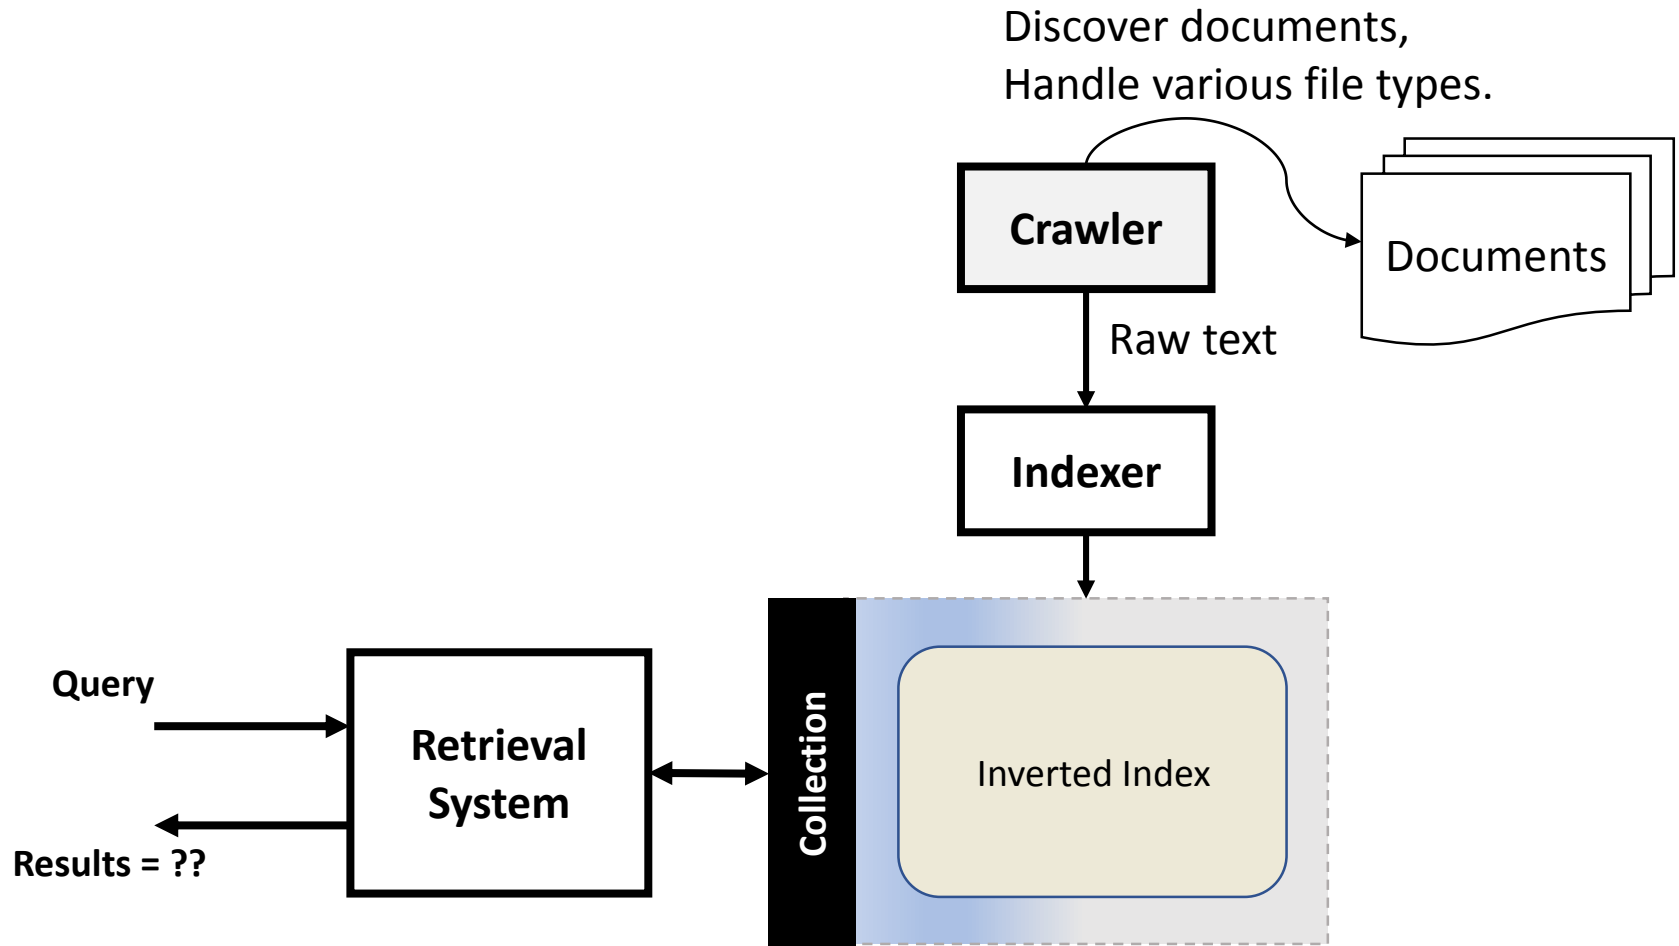 Discover documents,
Handle various file types.
Crawler
Documents
Raw text
Indexer
Query
Retrieval
System
Results = ??
Collection
Inverted Index